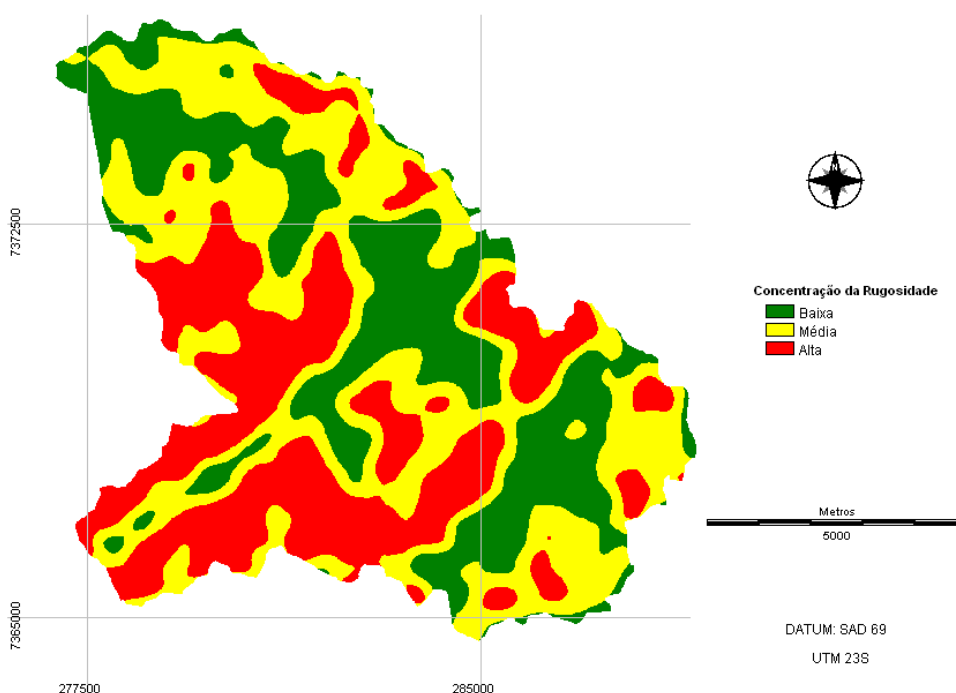 7372500
Concentração da Rugosidade
Baixa
Média
Alta
Metros
5000
7365000
DATUM: SAD 69
UTM 23S
277500
285000